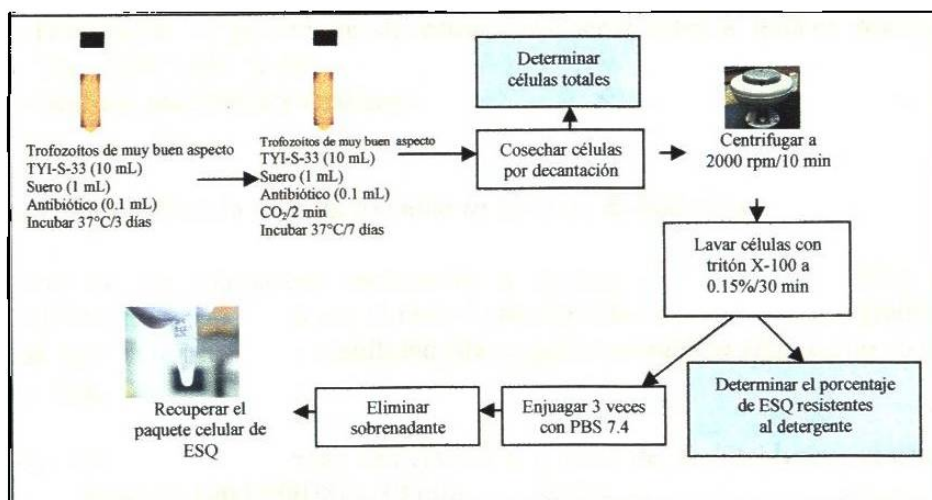 Trofozoitos de muy buen aspecto
TYI-S-33 (10 mL)
Suero (1 mL)
Antibiótico (0.1 mL)
Incubar 37°C/3 días
Trofozoitos de muy buen aspecto
TYI-S-33 (10 mL)
Suero (1 mL)
Antibiótico (0.1 mL)
CO₂/2 min
Incubar 37°C/7 días
Determinar
células totales
Cosechar células
por decantación
Centrifugar a
2000 rpm/10 min
Lavar células con
tritón X-100 a
0.15%/30 min
Determinar el porcentaje
de ESQ resistentes
al detergente
Enjuagar 3 veces
con PBS 7.4
Eliminar
sobrenadante
Recuperar el
paquete celular de
ESQ